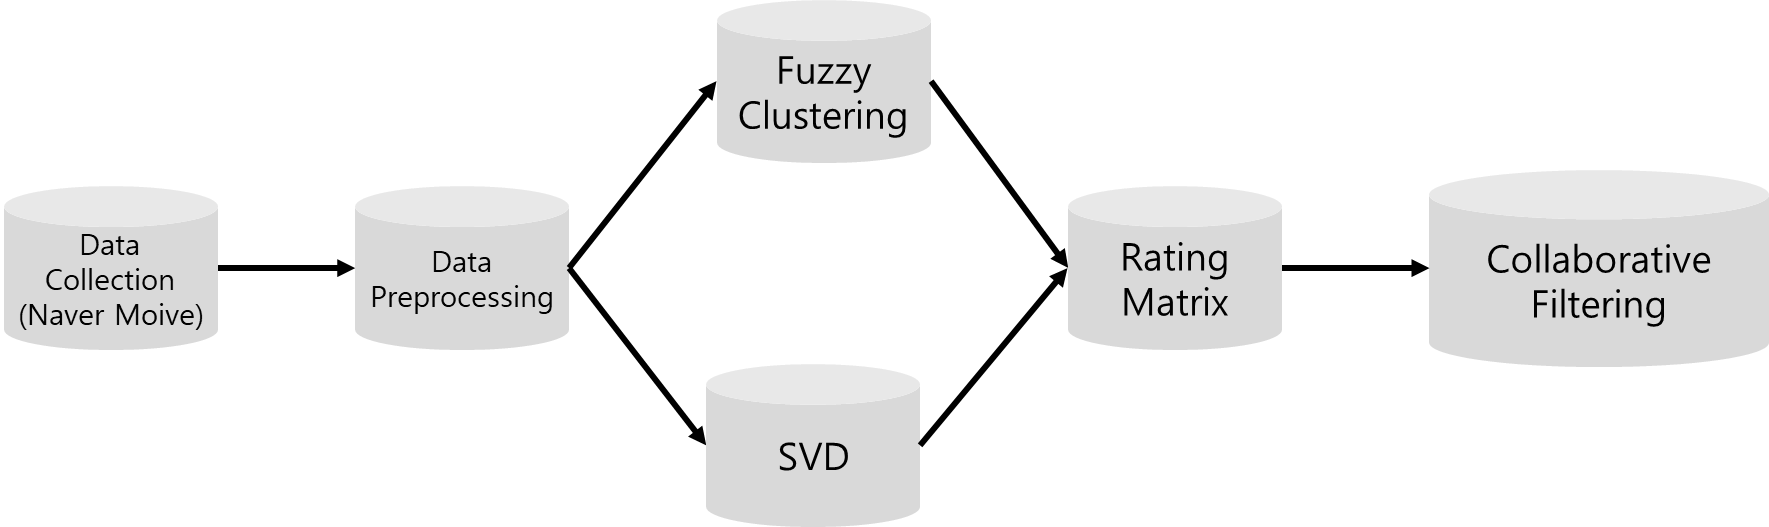 Data
Collection
(Naver Moive)
Data
Preprocessing
Fuzzy
Clustering
SVD
Rating
Matrix
Collaborative
Filtering